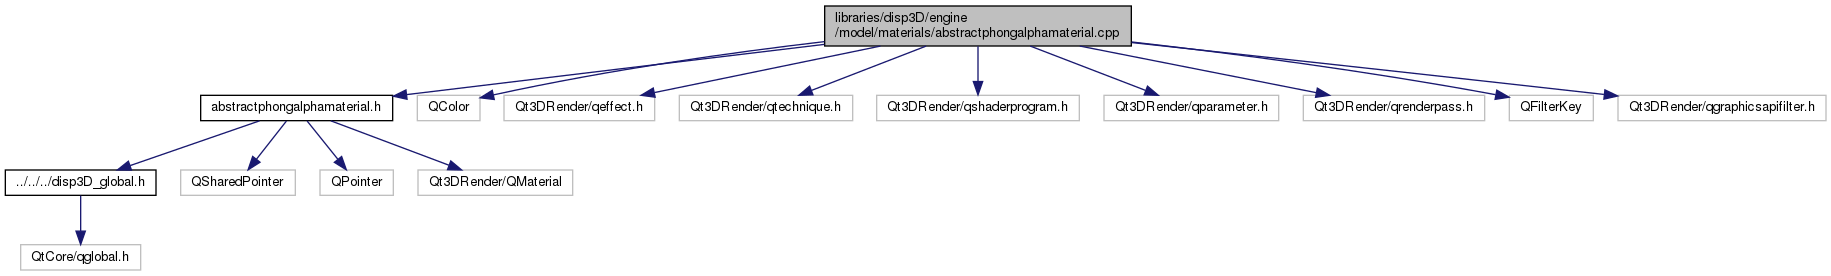 libraries/disp3D/engine
/model/materials/abstractphongalphamaterial.cpp
abstractphongalphamaterial.h
QColor
Qt3DRender/qeffect.h
Qt3DRender/qtechnique.h
Qt3DRender/qshaderprogram.h
Qt3DRender/qparameter.h
Qt3DRender/qrenderpass.h
QFilterKey
Qt3DRender/qgraphicsapifilter.h
../../../disp3D_global.h
QSharedPointer
QPointer
Qt3DRender/QMaterial
QtCore/qglobal.h